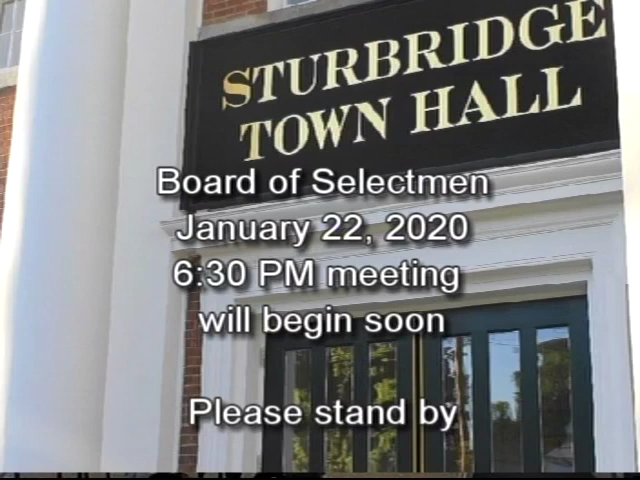 STURBRIDGE
TOWN HALL
Board of Selectmen
January 22, 2020
6:30 PM meeting
will begin soon
Please stand by